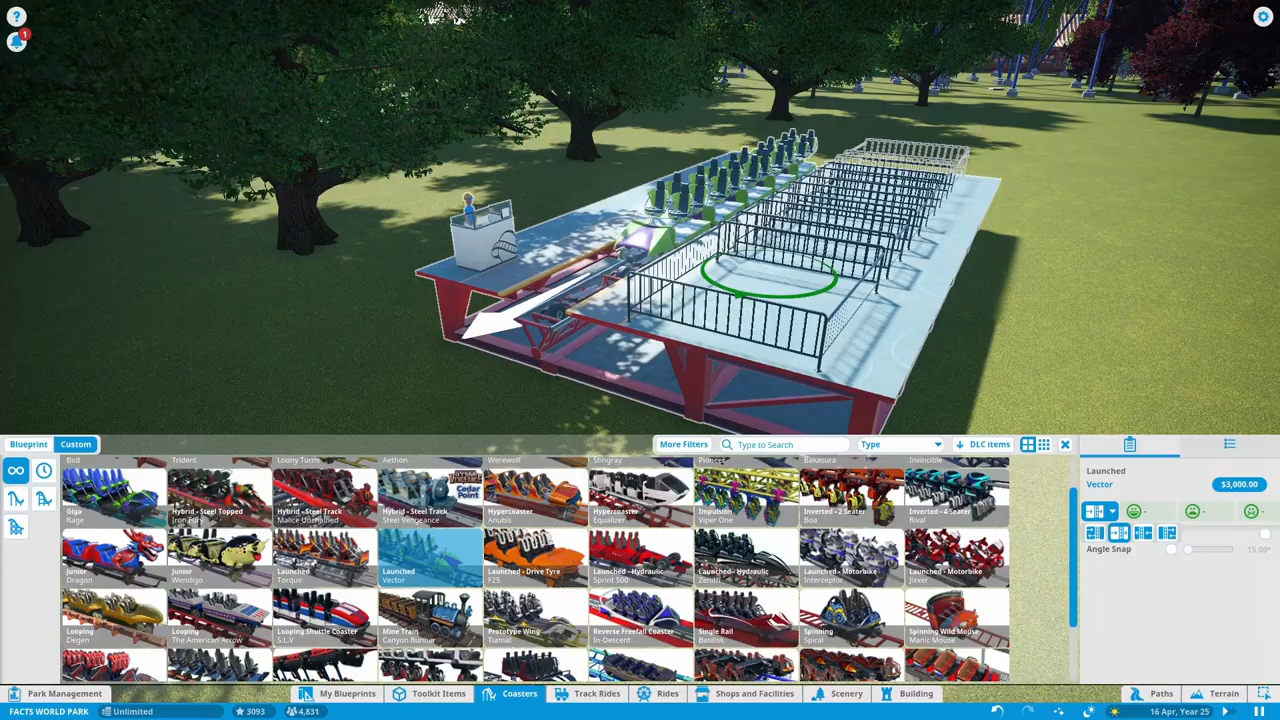 ?
1
Blueprint
Custom
More Filters
Type to Search
Type
DLC items
Bolt
Trident
Loony Turns
Aethon
Werewolf
Stingray
Pioneer
Bakasura
Invincible
Giga
Rage
Hybrid - Steel Topped
Iron Fury
Hybrid - Steel Track
Malice Unchained
Hybrid - Steel Track
Steel Vengeance
Cedar Point
Hypercoaster
Anubis
Hypercoaster
Equalizer
Impulsion
Viper One
Inverted - 2 Seater
Boa
Inverted - 4 Seater
Rival
Junior
Dragon
Junior
Wendigo
Launched
Torque
Launched
Vector
Launched - Drive Tyre
F25
Launched - Hydraulic
Sprint 500
Launched - Hydraulic
Zenith
Launched - Motorbike
Interceptor
Launched - Motorbike
Jixxer
Looping
Degen
Looping
The American Arrow
Looping Shuttle Coaster
S.L.V
Mine Train
Canyon Runner
Prototype Wing
Tiamat
Reverse Freefall Coaster
In-Descent
Single Rail
Basilisk
Spinning
Spiral
Spinning Wild Mouse
Manic Mouse
Launched
Vector
$3,000.00
Angle Snap
15.00°
Park Management
My Blueprints
Toolkit Items
Coasters
Track Rides
Rides
Shops and Facilities
Scenery
Building
Paths
Terrain
FACTS WORLD PARK
Unlimited
3093
4,831
16 Apr, Year 25